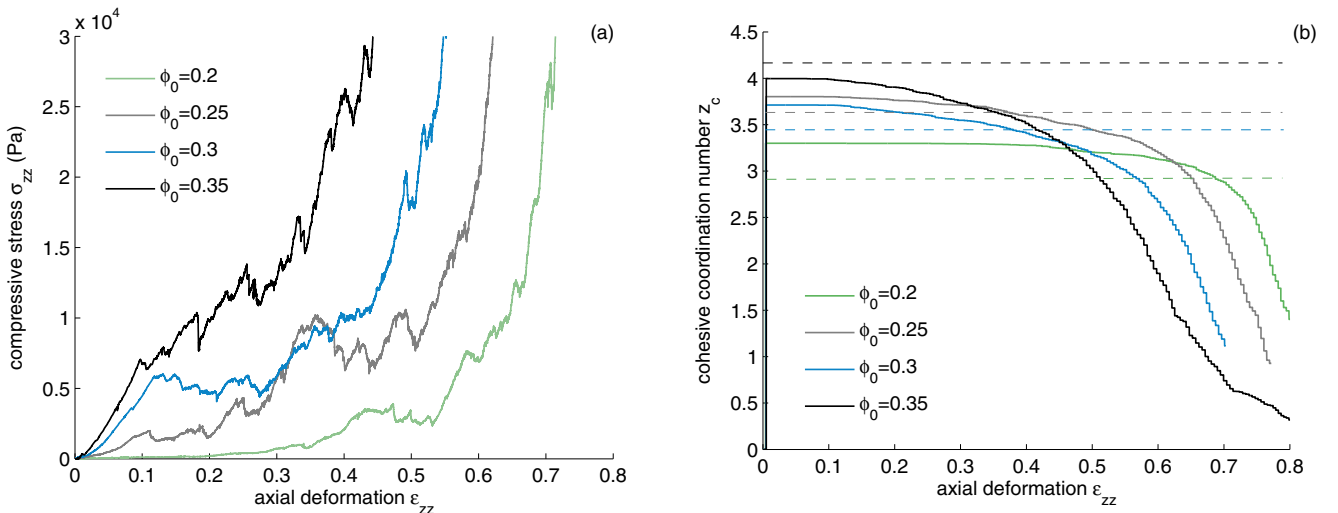 x 10⁴
(a)
3
2.5
2
1.5
1
0.5
0
0 0.1 0.2 0.3 0.4 0.5 0.6 0.7 0.8
compressive stress σzz (Pa)
axial deformation εzz
ϕ0=0.2
ϕ0=0.25
ϕ0=0.3
ϕ0=0.35
(b)
4.5
4
3.5
3
2.5
2
1.5
1
0.5
0
0 0.1 0.2 0.3 0.4 0.5 0.6 0.7 0.8
cohesive coordination number zc
axial deformation εzz
ϕ0=0.2
ϕ0=0.25
ϕ0=0.3
ϕ0=0.35